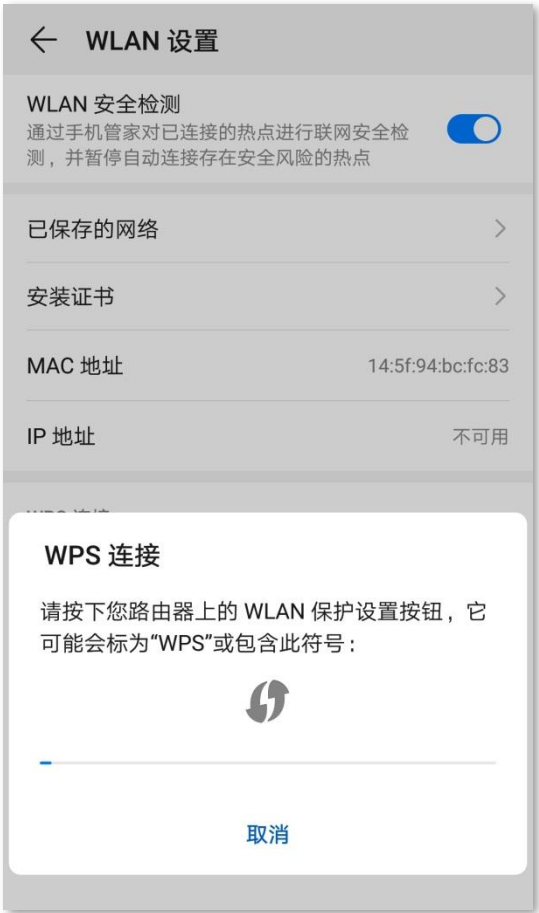 WLAN 设置
WLAN 安全检测
通过手机管家对已连接的热点进行联网安全检
测，并暂停自动连接存在安全风险的热点
已保存的网络
安装证书
MAC 地址 14:5f:94:bc:fc:83
IP 地址 不可用
WPS 连接
WPS 连接
请按下您路由器上的 WLAN 保护设置按钮，它
可能会标为“WPS”或包含此符号：
取消